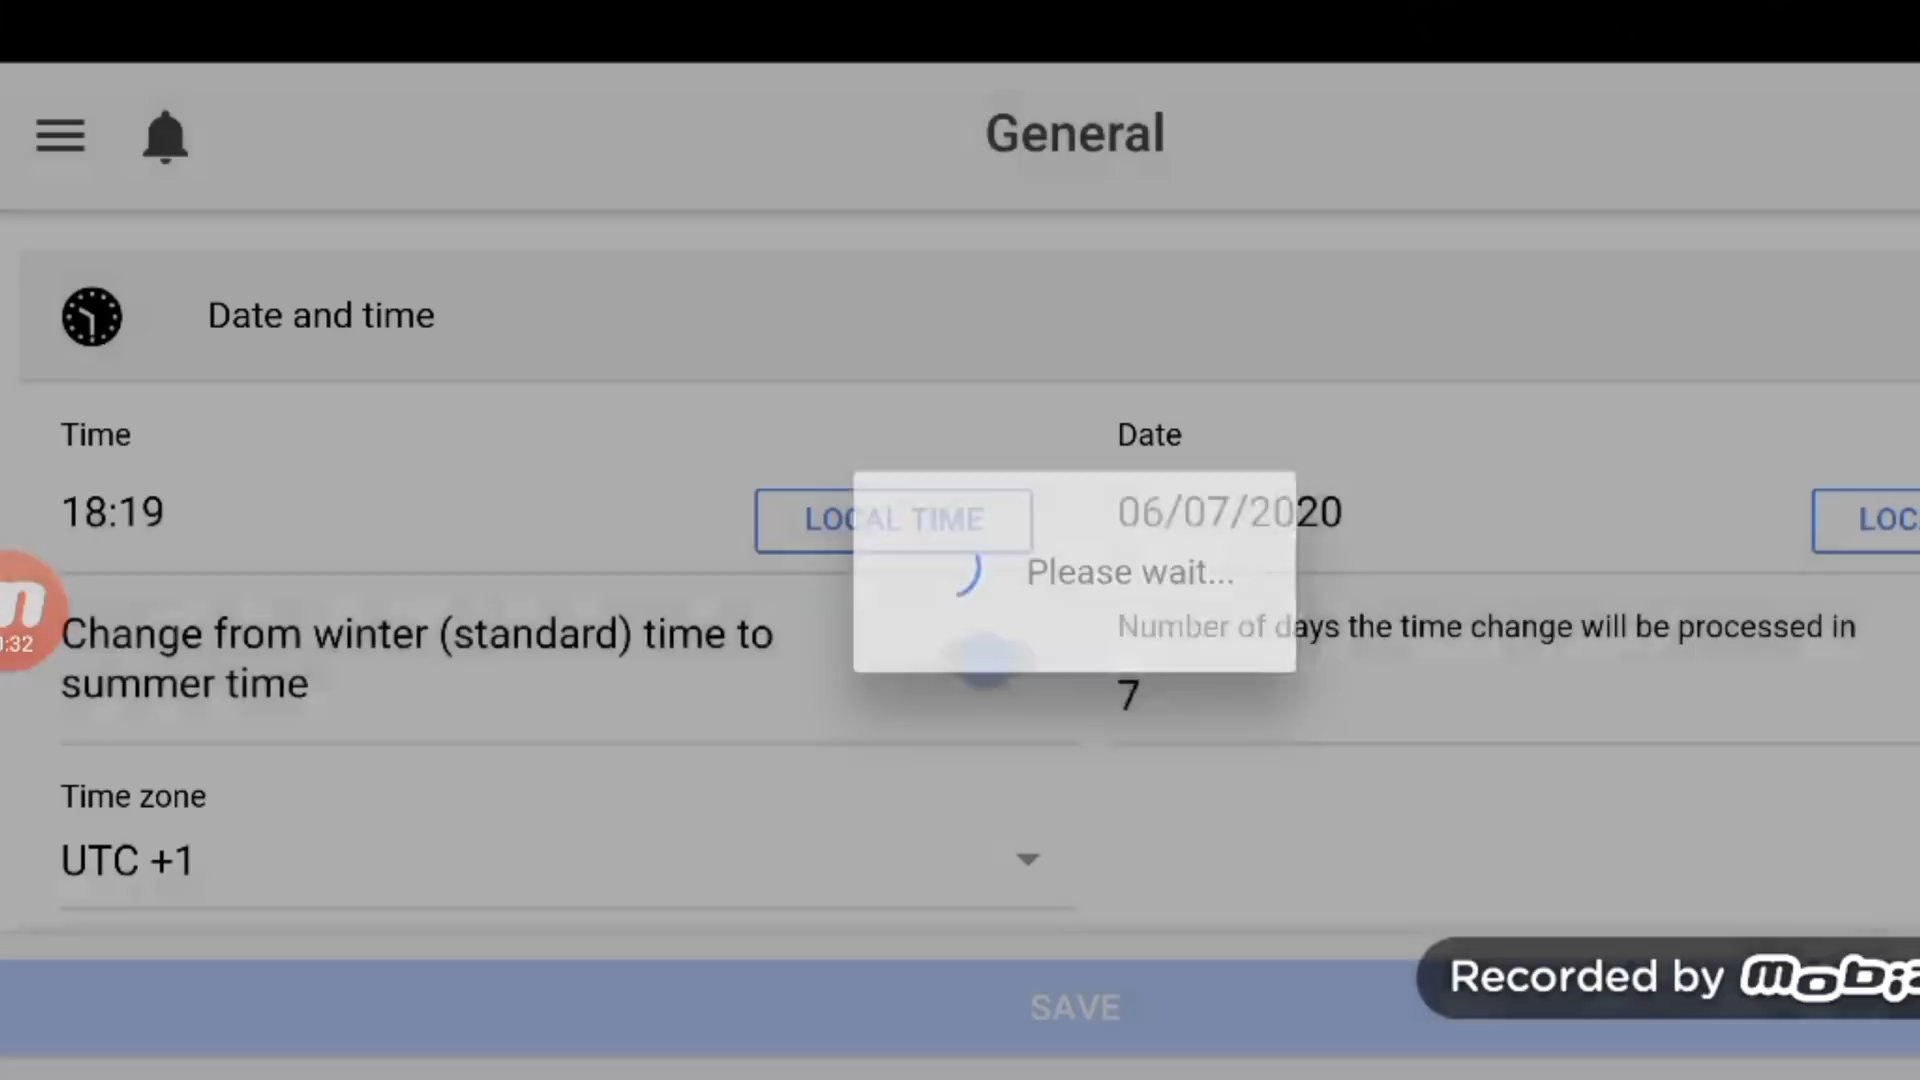 General
Date and time
Time
Date
18:19
LOCAL TIME
06/07/2020
LOC
Please wait...
:32
Change from winter (standard) time to
summer time
Number of days the time change will be processed in
7
Time zone
UTC +1
SAVE
Recorded by